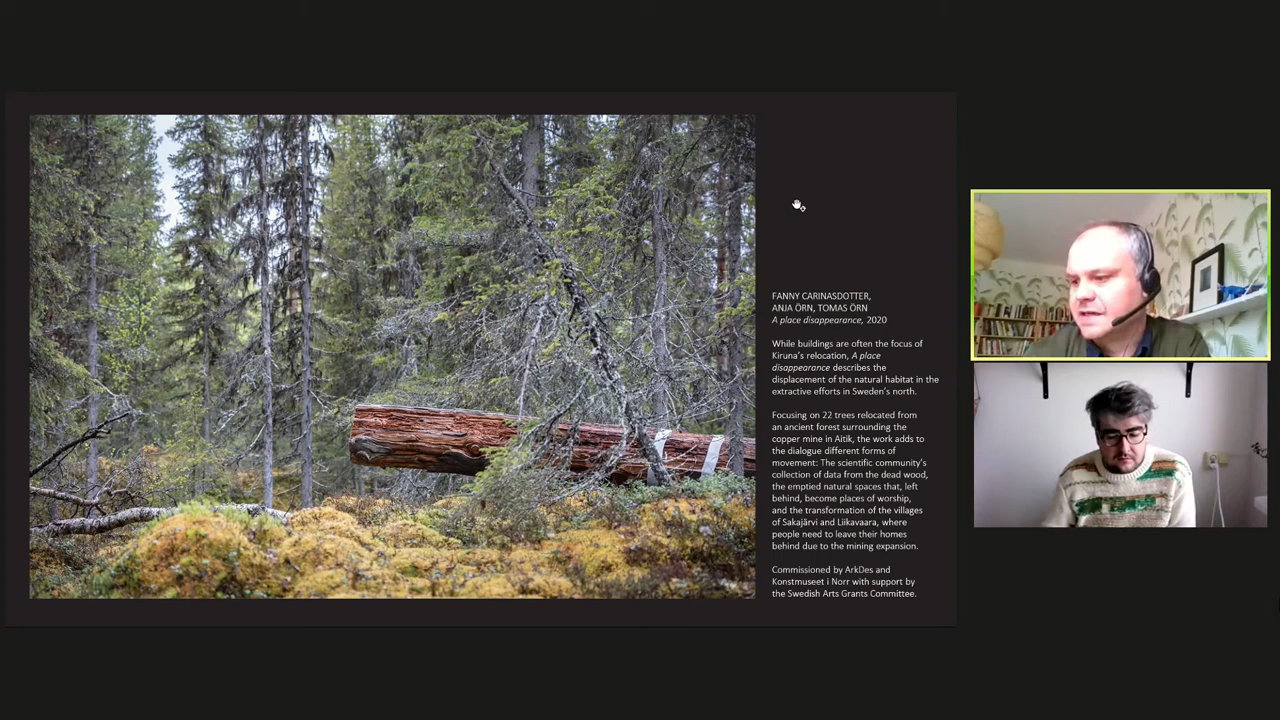 FANNY CARINASDOTTER,
ANJA ÖRN, TOMAS ÖRN
A place disappearance, 2020
While buildings are often the focus of
Kiruna's relocation, A place
disappearance describes the
displacement of the natural habitat in the
extractive efforts in Sweden's north.
Focusing on 22 trees relocated from
an ancient forest surrounding the
copper mine in Aitik, the work adds to
the dialogue different forms of
movement: The scientific community's
collection of data from the dead wood,
the emptied natural spaces that, left
behind, become places of worship,
and the transformation of the villages
of Sakajärvi and Liikavaara, where
people need to leave their homes
behind due to the mining expansion.
Commissioned by ArkDes and
Konstmuseet i Norr with support by
the Swedish Arts Grants Committee.